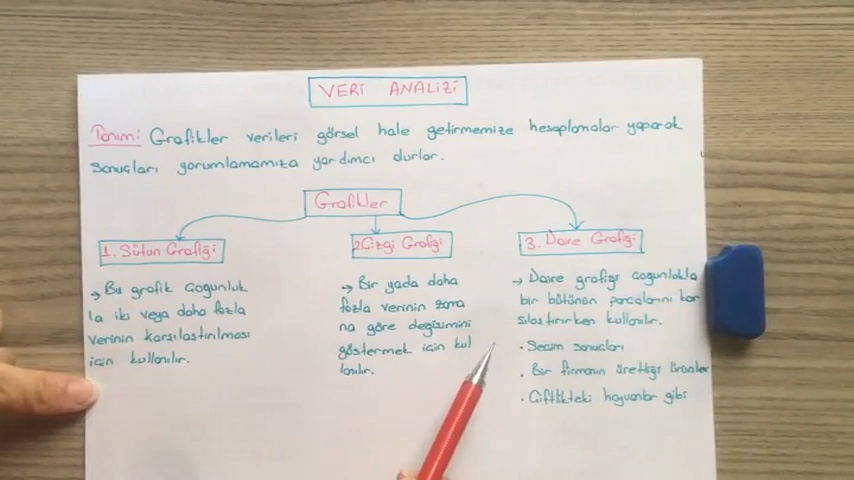 VERİ ANALİZİ
Tanım: Grafikler verileri görsel hale getirmemize hesaplamalar yaparak
sonuçları yorumlamamıza yardımcı durlar.
Grafikler
1. Sütun Grafiği
2. Çizgi Grafiği
3. Daire Grafiği
→ Bu grafik çoğunluk
la iki veya daha fazla
verinin karşılaştırılması
için kullanılır.
→ Bir yada daha
fazla verinin zama
na göre değişimini
göstermek için kul
lanılır.
→ Daire grafiği çoğunlukla
bir bütünün parçalarını kar
şılaştırırken kullanılır.
• Seçim sonuçları
• Bir firmanın ürettiği ürünler
• Çiftlikteki hayvanlar gibi